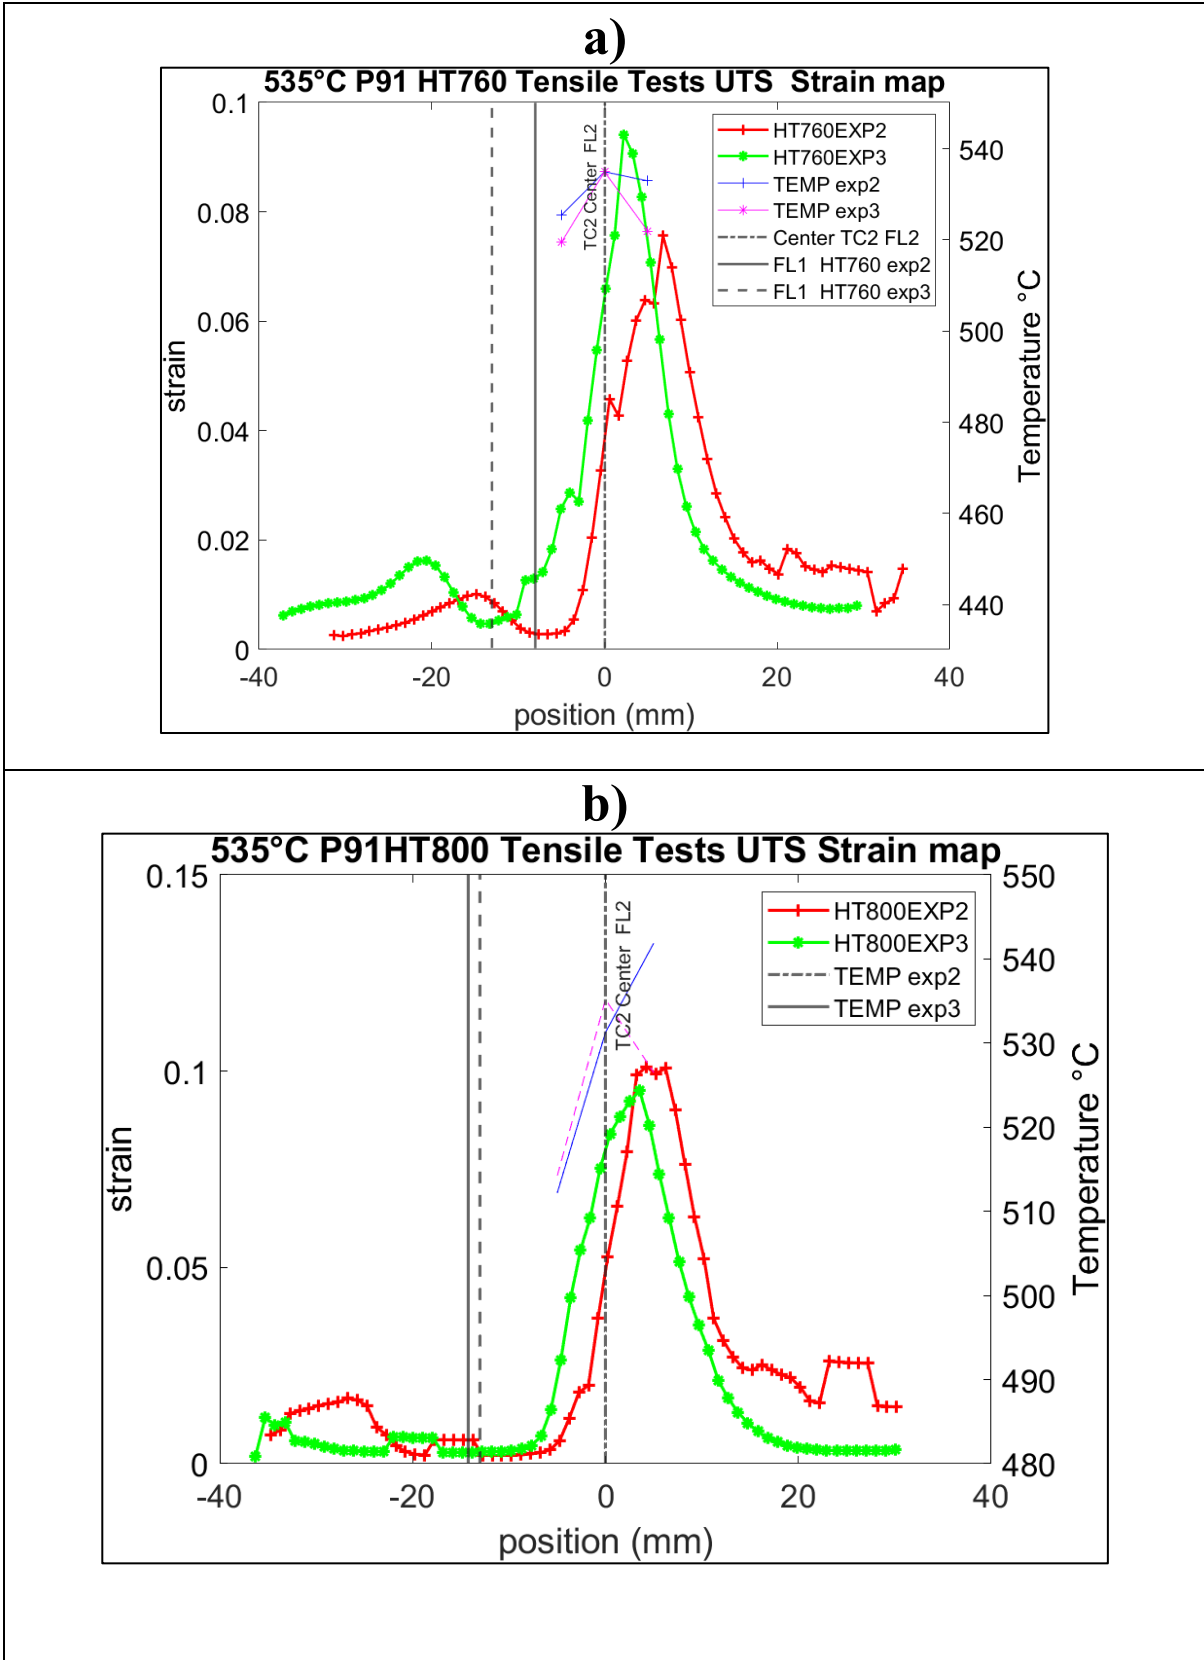 a)
535°C P91 HT760 Tensile Tests UTS  Strain map
0.1
0.08
0.06
0.04
0.02
0
strain
-40
-20
0
20
40
position (mm)
540
520
500
480
460
440
Temperature °C
TC2 Center  FL2
HT760EXP2
HT760EXP3
TEMP exp2
TEMP exp3
Center TC2 FL2
FL1  HT760 exp2
FL1  HT760 exp3
b)
535°C P91HT800 Tensile Tests UTS Strain map
0.15
0.1
0.05
0
strain
-40
-20
0
20
40
position (mm)
550
540
530
520
510
500
490
480
Temperature °C
TC2 Center  FL2
HT800EXP2
HT800EXP3
TEMP exp2
TEMP exp3